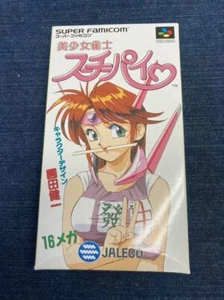 SUPER FAMICOM
スーパーファミコン
美少女雀士
スーチーパイ
TM
キャラクターデザイン
園田健一
發
16メガ
JALECO